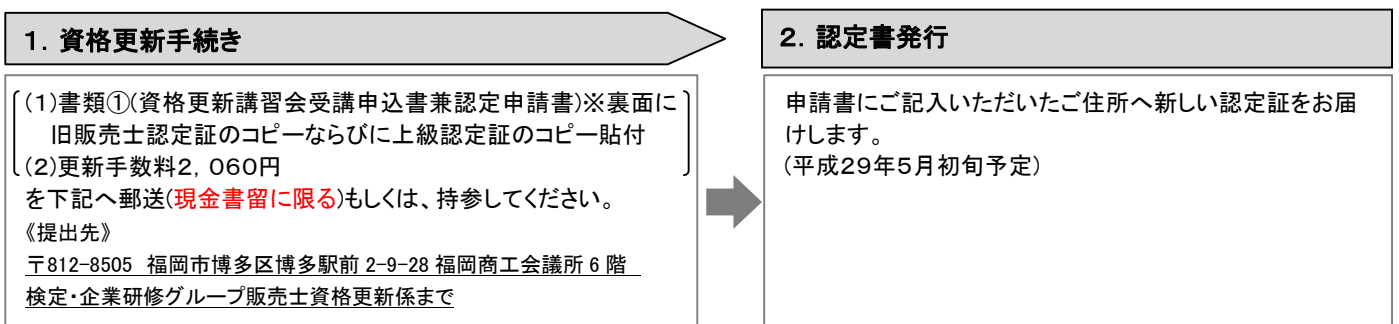 １．資格更新手続き
(１)書類①(資格更新講習会受講申込書兼認定申請書)※裏面に
旧販売士認定証のコピーならびに上級認定証のコピー貼付
(２)更新手数料２，０６０円
を下記へ郵送(現金書留に限る)もしくは、持参してください。
《提出先》
〒812-8505 福岡市博多区博多駅前 2-9-28 福岡商工会議所 6 階
検定・企業研修グループ販売士資格更新係まで
２．認定書発行
申請書にご記入いただいたご住所へ新しい認定証をお届
けします。
(平成２９年５月初旬予定)